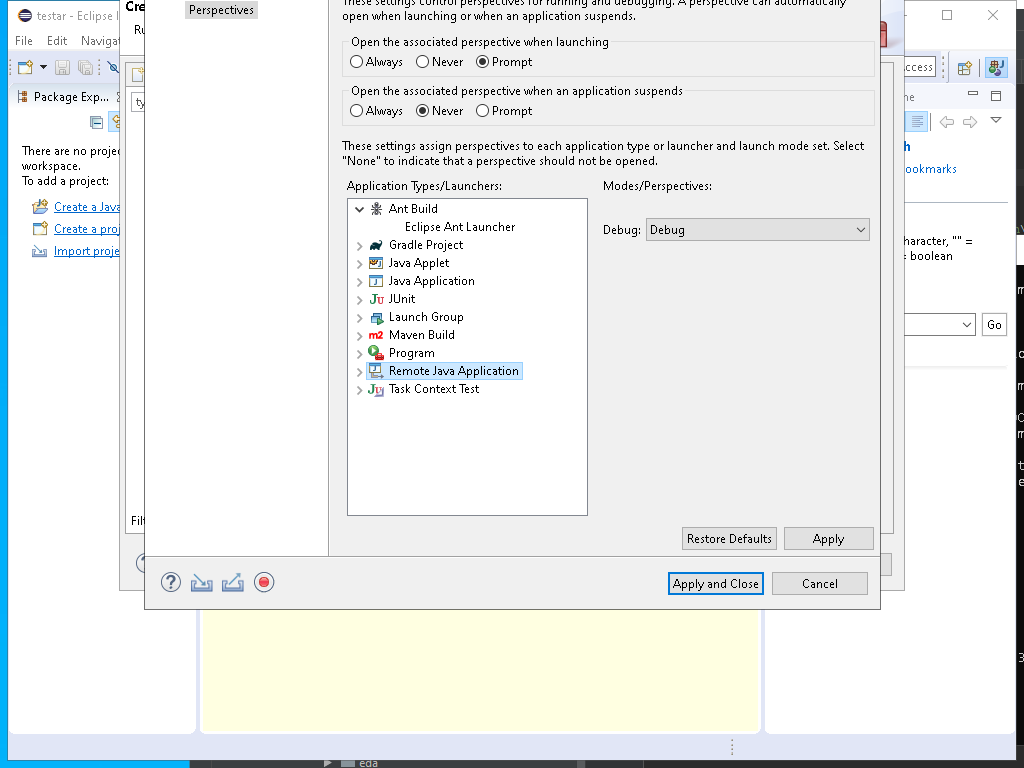 testar - Eclipse I
Cre
Perspectives
These settings control perspectives for running and debugging. A perspective can automatically
open when launching or when an application suspends.
File Edit Navigat
Ru
Open the associated perspective when launching
Always Never Prompt
ccess
Open the associated perspective when an application suspends
Always Never Prompt
Package Exp...
ty
ne
There are no projec
workspace.
To add a project:
Create a Java
Create a proj
Import proje
These settings assign perspectives to each application type or launcher and launch mode set. Select
"None" to indicate that a perspective should not be opened.
Application Types/Launchers:
Modes/Perspectives:
Ant Build
Eclipse Ant Launcher
Gradle Project
Java Applet
Java Application
JUnit
Launch Group
Maven Build
Program
Remote Java Application
Task Context Test
Debug: Debug
h
ookmarks
haracter, "" =
= boolean
Go
Filt
Restore Defaults
Apply
Apply and Close
Cancel
eda